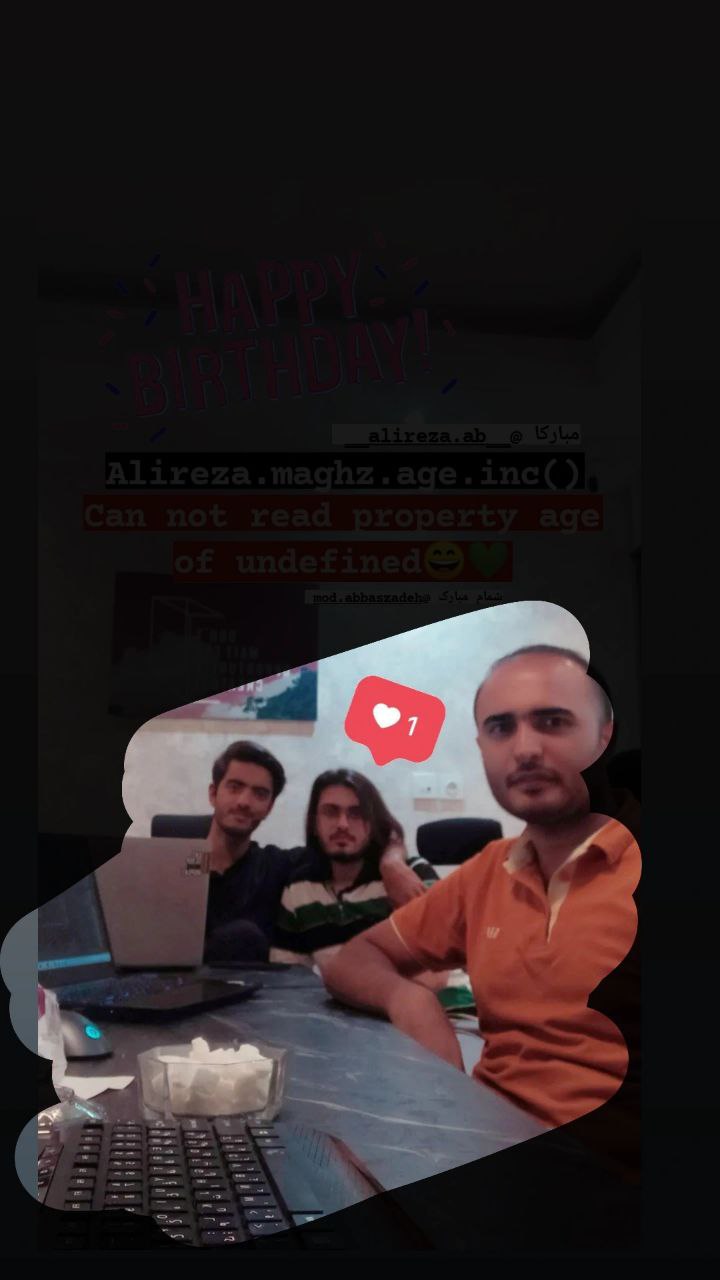 HAPPY
BIRTHDAY!
مبارکا @__alireza.ab__
Alireza.maghz.age.inc()
Can not read property age
of undefined😄💚
شمام مبارک @mod.abbaszadeh
1